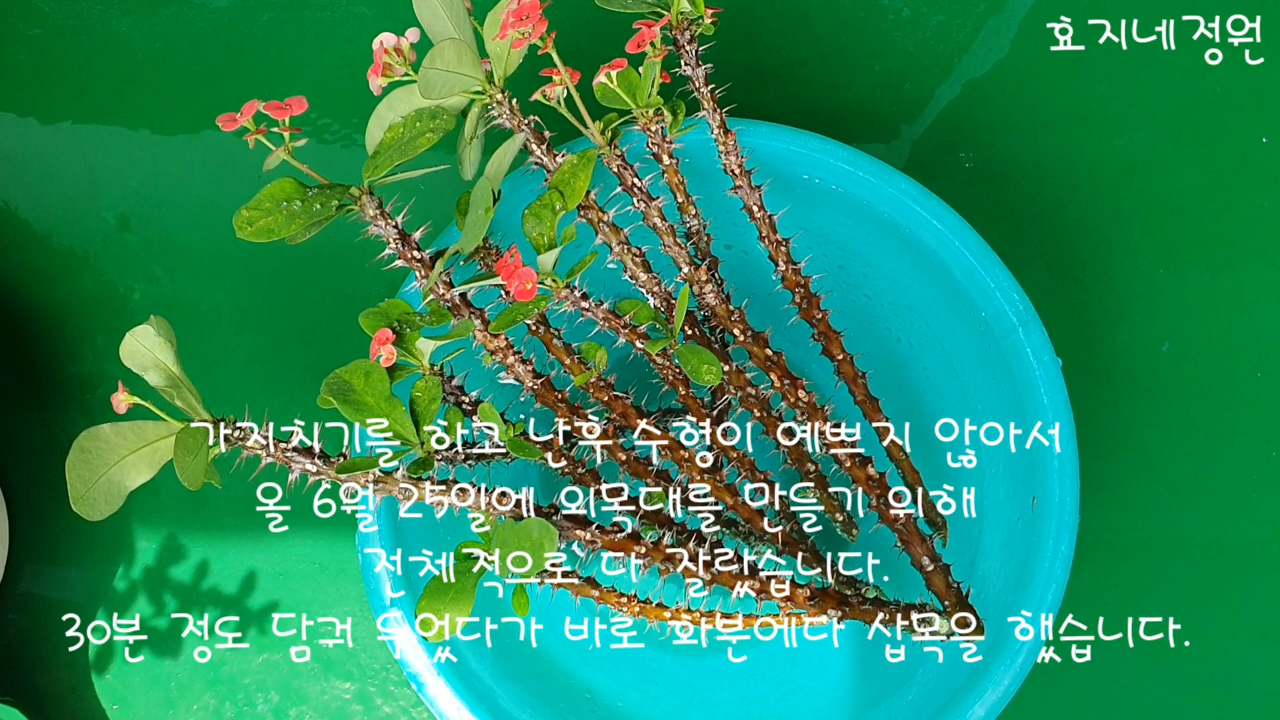 효지네정원
가지치기를 하고 난후 수형이 예쁘지 않아서
올 6월 25일에 외목대를 만들기 위해
전체적으로 다 잘랐습니다.
30분 정도 담궈 두었다가 바로 화분에다 삽목을 했습니다.